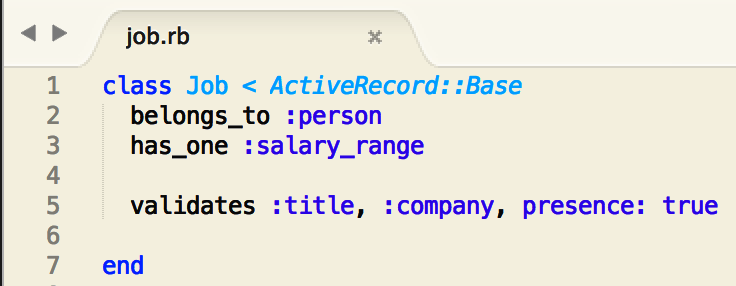 job.rb
1 class Job < ActiveRecord::Base
2   belongs_to :person
3   has_one :salary_range
4
5   validates :title, :company, presence: true
6
7 end